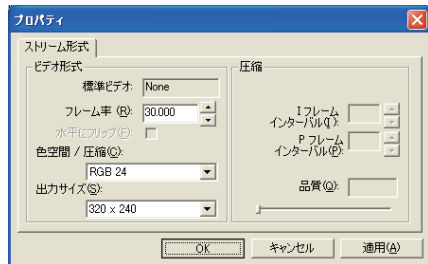 プロパティ
ストリーム形式
ビデオ形式
標準ビデオ: None
フレーム率 (R): 30.000
水平にフリップ(F):
色空間 / 圧縮(C):
RGB 24
出力サイズ(S):
320 x 240
圧縮
I フレーム
インターバル(I):
P フレーム
インターバル(P):
品質(Q):
OK キャンセル 適用(A)